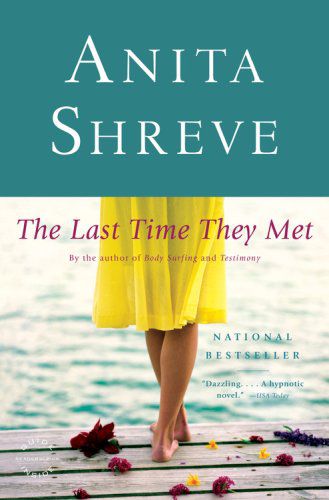 ANITA
SHREVE
The Last Time They Met
By the author of Body Surfing and Testimony
NATIONAL
BESTSELLER
"Dazzling. . . . A hypnotic
novel." —USA Today